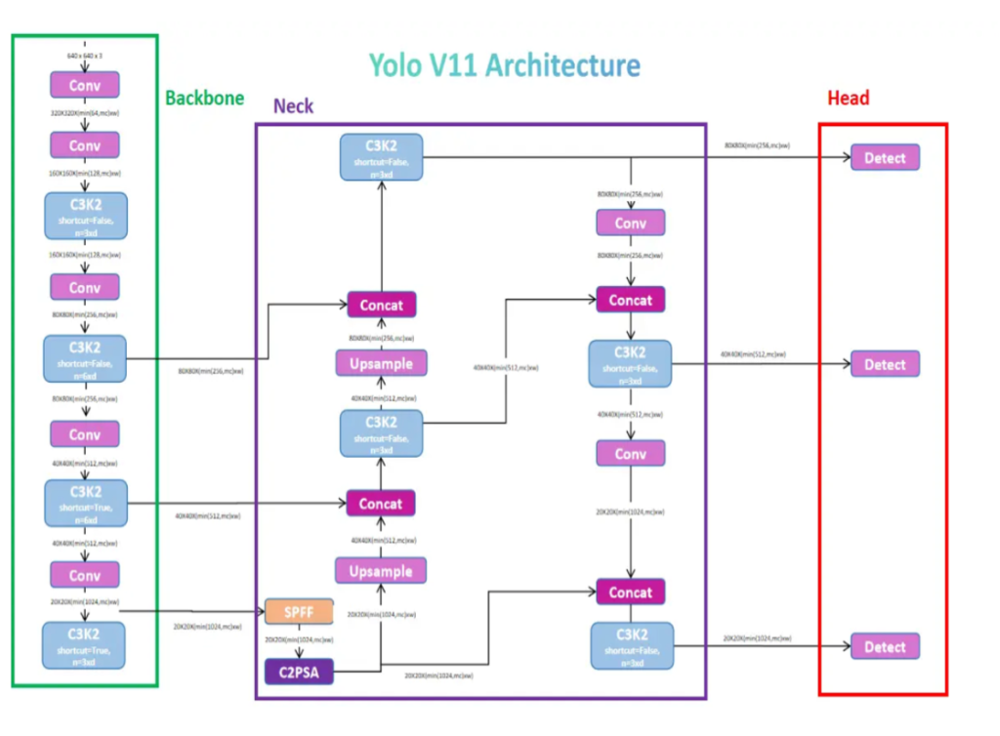 Yolo V11 Architecture
Backbone
640 x 640 x 3
Conv
320X320X(min(64,mc)xw)
Conv
160X160X(min(128,mc)xw)
C3K2
shortcut=False,
n=3xd
160X160X(min(128,mc)xw)
Conv
80X80X(min(256,mc)xw)
C3K2
shortcut=False,
n=6xd
80X80X(min(256,mc)xw)
80X80X(min(256,mc)xw)
Conv
40X40X(min(512,mc)xw)
C3K2
shortcut=True,
n=6xd
40X40X(min(512,mc)xw)
40X40X(min(512,mc)xw)
Conv
20X20X(min(1024,mc)xw)
C3K2
shortcut=True,
n=3xd
20X20X(min(1024,mc)xw)
Neck
SPFF
20X20X(min(1024,mc)xw)
C2PSA
20X20X(min(1024,mc)xw)
20X20X(min(1024,mc)xw)
Upsample
40X40X(min(512,mc)xw)
Concat
C3K2
shortcut=False,
n=3xd
40X40X(min(512,mc)xw)
40X40X(min(512,mc)xw)
Upsample
80X80X(min(256,mc)xw)
Concat
C3K2
shortcut=False,
n=3xd
80X80X(min(256,mc)xw)
80X80X(min(256,mc)xw)
Conv
80X80X(min(256,mc)xw)
Concat
C3K2
shortcut=False,
n=3xd
40X40X(min(512,mc)xw)
40X40X(min(512,mc)xw)
Conv
20X20X(min(1024,mc)xw)
Concat
C3K2
shortcut=False,
n=3xd
20X20X(min(1024,mc)xw)
Head
Detect
Detect
Detect